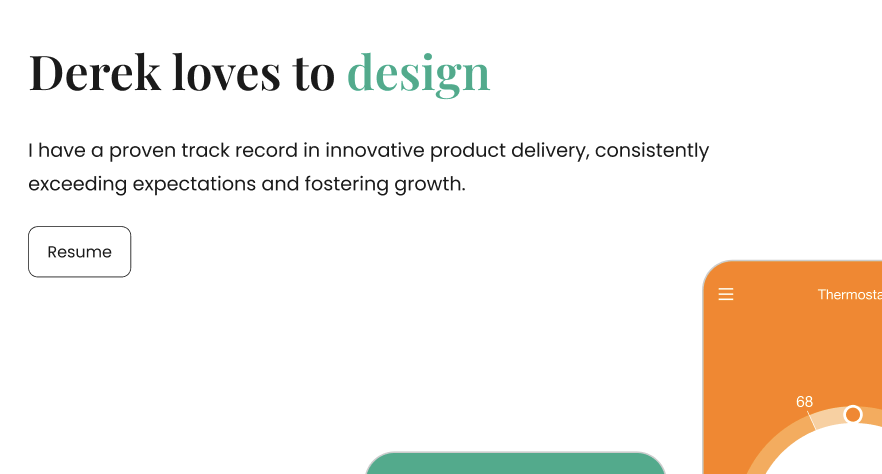 Derek loves to design
I have a proven track record in innovative product delivery, consistently
exceeding expectations and fostering growth.
Resume
68